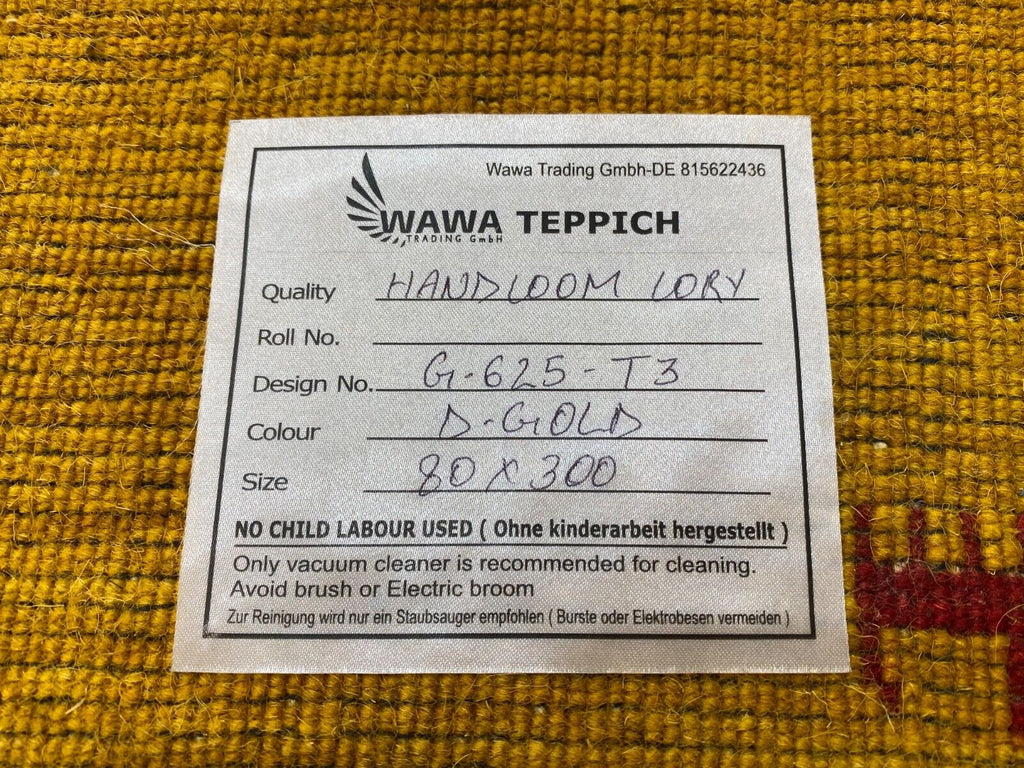 Wawa Trading Gmbh-DE 815622436
WAWA TEPPICH
TRADING GmbH
Quality HANDLOOM LORY
Roll No.
Design No. G-625-T3
Colour D-GOLD
Size 80 X 300
NO CHILD LABOUR USED ( Ohne kinderarbeit hergestellt )
Only vacuum cleaner is recommended for cleaning.
Avoid brush or Electric broom
Zur Reinigung wird nur ein Staubsauger empfohlen ( Burste oder Elektrobesen vermeiden )